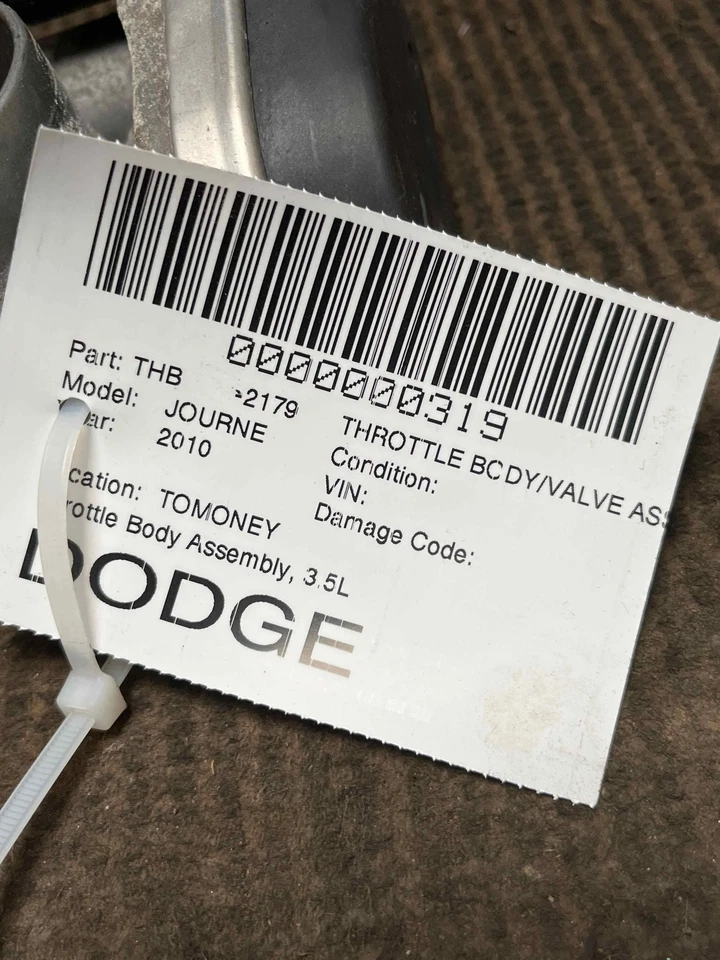 0000000319
Part: THB -2179 THROTTLE BODY/VALVE ASS
Model: JOURNE Condition:
ar: 2010 VIN:
cation: TOMONEY Damage Code:
rottle Body Assembly, 3.5L
DODGE